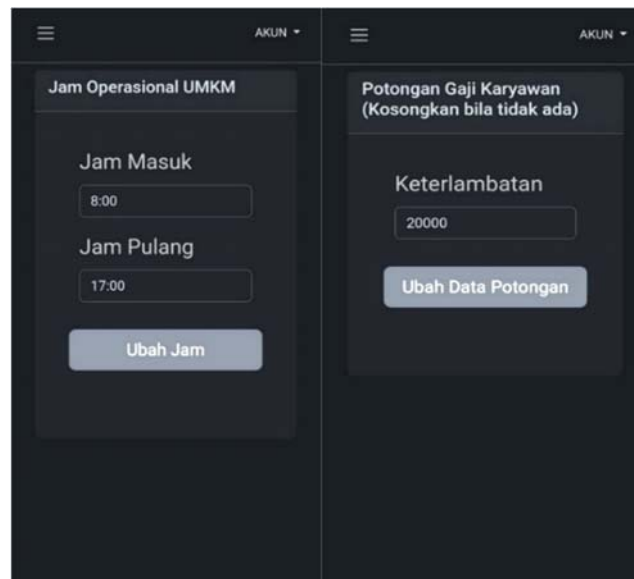 AKUN
Jam Operasional UMKM
Jam Masuk
8:00
Jam Pulang
17:00
Ubah Jam
AKUN
Potongan Gaji Karyawan
(Kosongkan bila tidak ada)
Keterlambatan
20000
Ubah Data Potongan